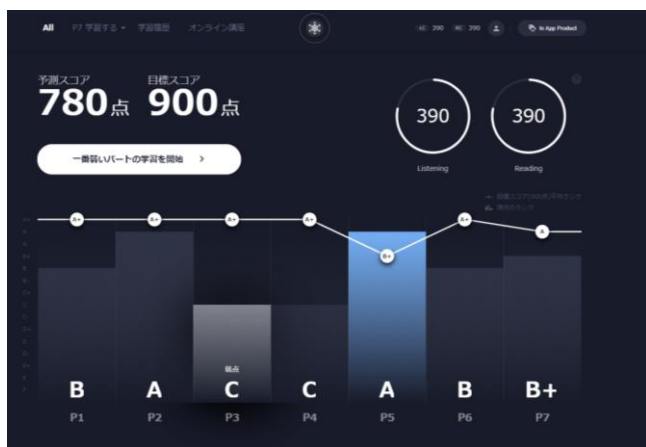 All P7 学習する 学習履歴 オンライン講座 LC 390 RC 390 In App Product
予測スコア 目標スコア
780点 900点
390 390
一番弱いパートの学習を開始 >
Listening Reading
A+ A+ A+ A+ B+ A+ A
弱点
B A C C A B B+
P1 P2 P3 P4 P5 P6 P7